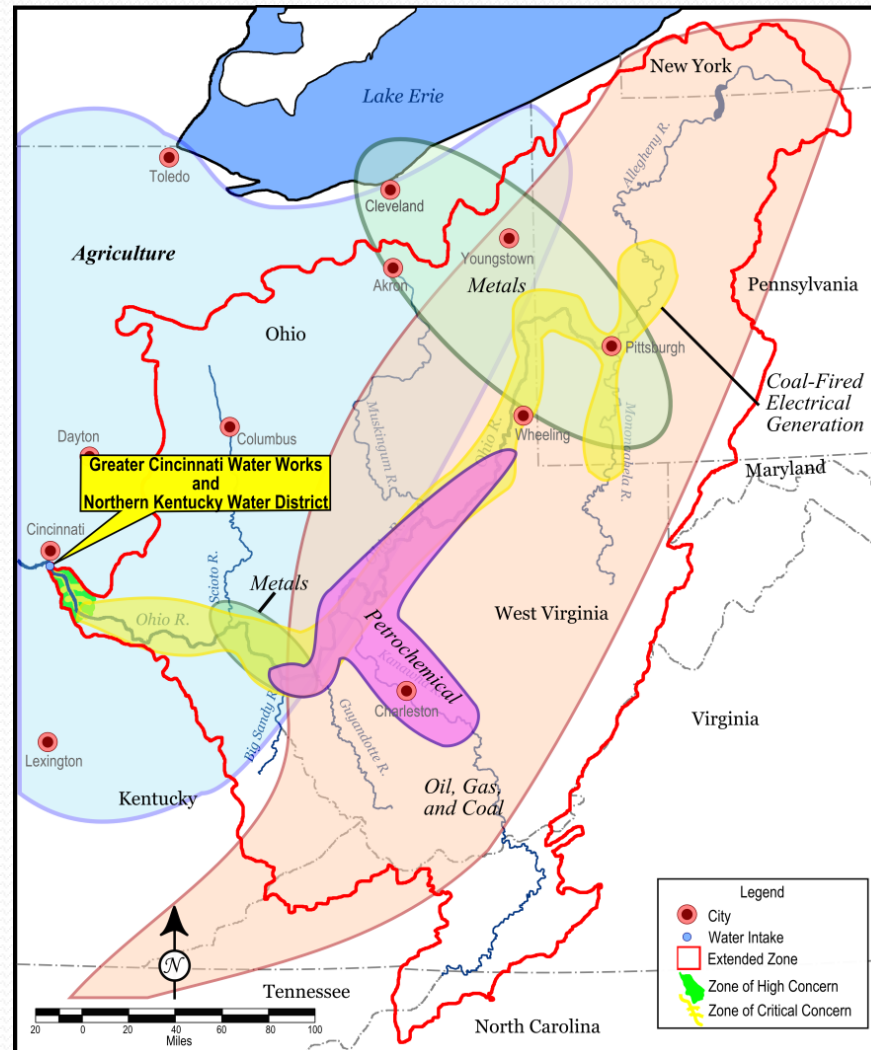 New York
Lake Erie
Allegheny R.
Toledo
Cleveland
Agriculture
Youngstown
Akron
Metals
Pennsylvania
Ohio
Pittsburgh
Coal-Fired
Electrical
Generation
Muskingum R.
Columbus
Wheeling
Ohio R.
Monongahela R.
Dayton
Maryland
Greater Cincinnati Water Works
and
Northern Kentucky Water District
Cincinnati
Scioto R.
Metals
West Virginia
Ohio R.
Petrochemical
Charleston
Big Sandy R.
Guyandotte R.
Virginia
Lexington
Oil, Gas,
and Coal
Kentucky
Legend
City
Water Intake
Extended Zone
Zone of High Concern
Zone of Critical Concern
N
Tennessee
20 0 20 40 60 80 100
Miles
North Carolina